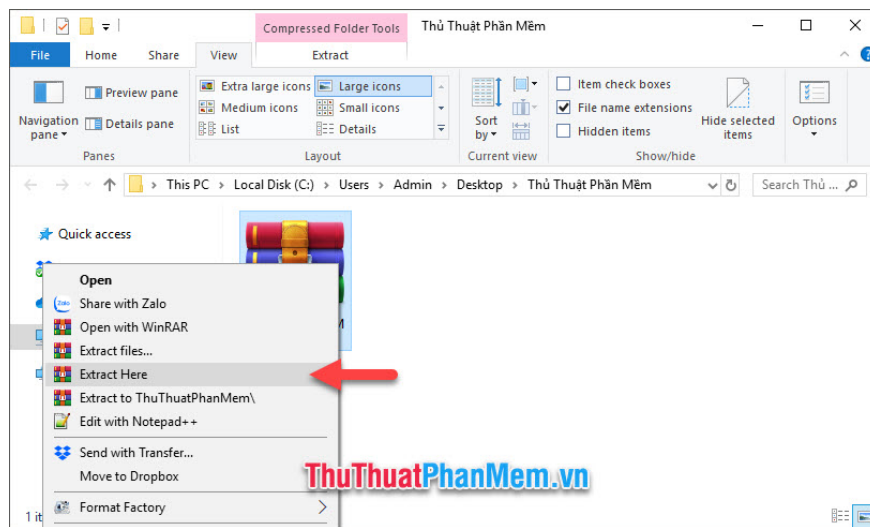 Compressed Folder Tools
Thủ Thuật Phần Mềm
File
Home
Share
View
Extract
Navigation pane
Preview pane
Details pane
Panes
Extra large icons
Large icons
Medium icons
Small icons
List
Details
Layout
Sort by
Current view
Item check boxes
File name extensions
Hidden items
Hide selected items
Show/hide
Options
This PC > Local Disk (C:) > Users > Admin > Desktop > Thủ Thuật Phần Mềm
Search Thủ ...
Quick access
Open
Share with Zalo
Open with WinRAR
Extract files...
Extract Here
Extract to ThuThuatPhanMem\
Edit with Notepad++
Send with Transfer...
Move to Dropbox
Format Factory
ThuThuatPhanMem.vn